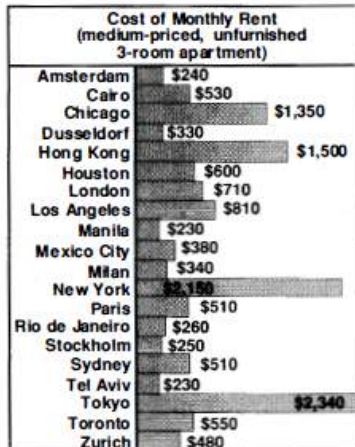 Cost of Monthly Rent
(medium-priced, unfurnished
3-room apartment)
Amsterdam $240
Cairo $530
Chicago $1,350
Dusseldorf $330
Hong Kong $1,500
Houston $600
London $710
Los Angeles $810
Manila $230
Mexico City $380
Milan $340
New York $2,150
Paris $510
Rio de Janeiro $260
Stockholm $250
Sydney $510
Tel Aviv $230
Tokyo $2,340
Toronto $550
Zurich $480